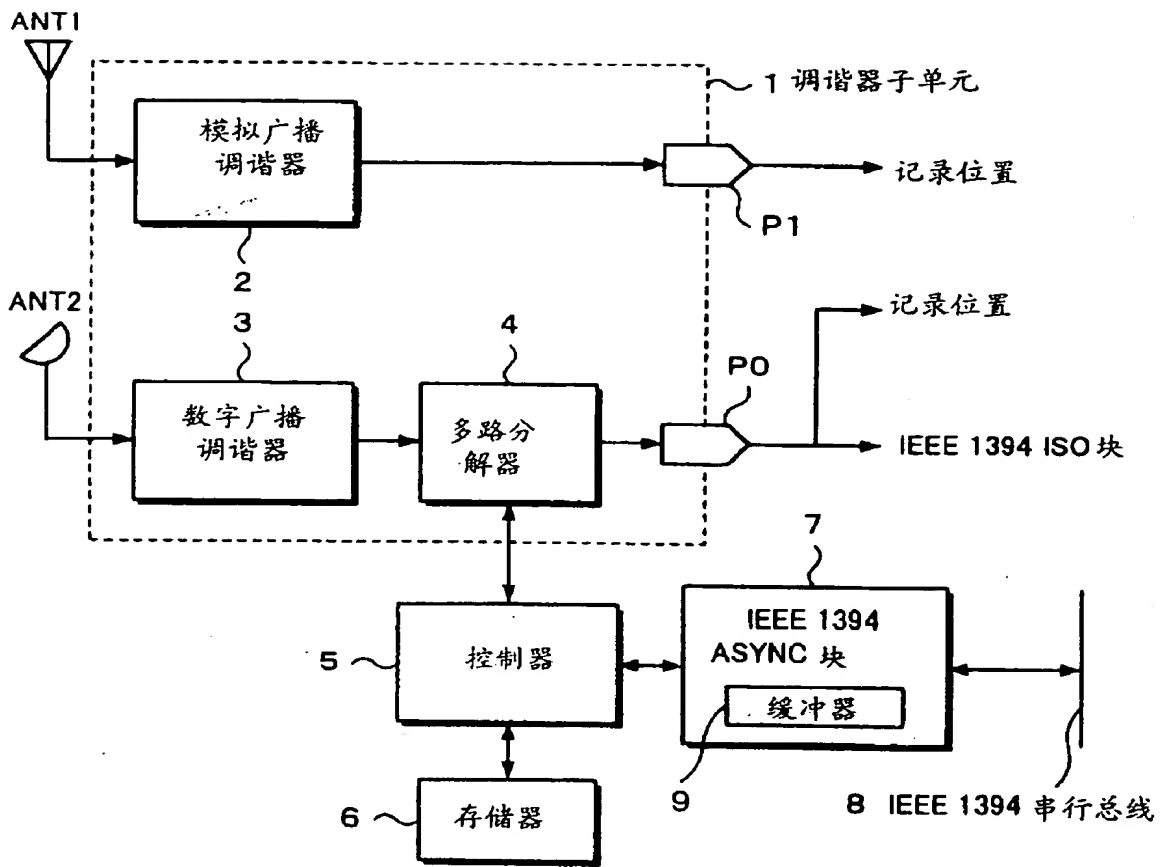 ANT1
1 调谐器子单元
模拟广播
调谐器
记录位置
P1
2
ANT2
记录位置
3
4
P0
数字广播
调谐器
多路分
解器
IEEE 1394 ISO 块
7
IEEE 1394
ASYNC 块
5
控制器
缓冲器
9
8 IEEE 1394 串行总线
6
存储器